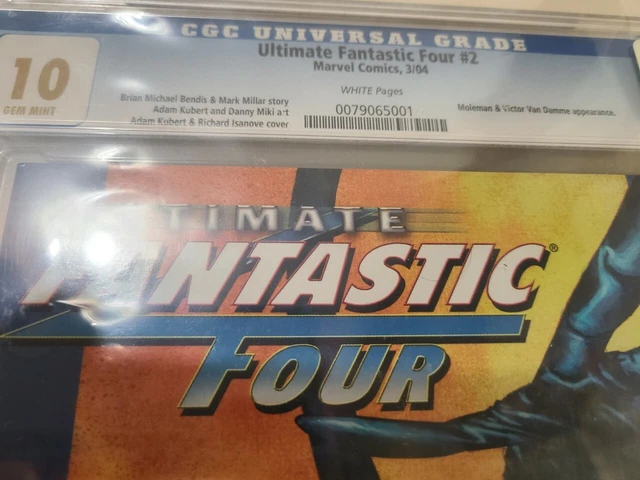 CGC UNIVERSAL GRADE
10
GEM MINT
Ultimate Fantastic Four #2
Marvel Comics, 3/04
WHITE Pages
Brian Michael Bendis & Mark Millar story
Adam Kubert and Danny Miki art
Adam Kubert & Richard Isanove cover
0079065001
Moleman & Victor Van Damme appearance.
TIMATE
FANTASTIC®
FOUR